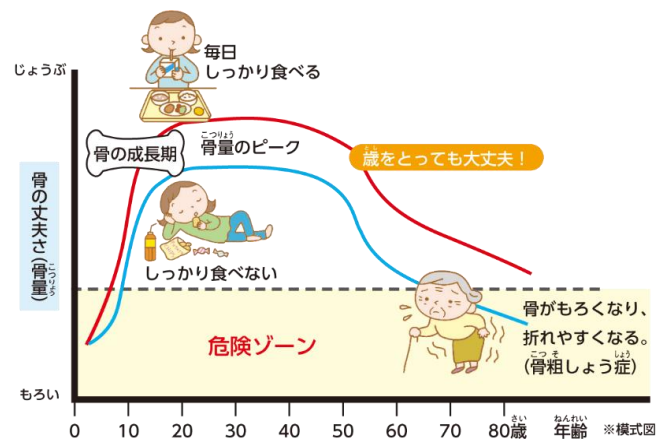 毎日
しっかり食べる
じょうぶ
骨の成長期
こつりょう
骨量のピーク
とし
歳をとっても大丈夫！
骨の丈夫さ(骨量)
こつりょう
しっかり食べない
危険ゾーン
骨がもろくなり、
折れやすくなる。
こつ そ しょう
(骨粗しょう症)
もろい
0 10 20 30 40 50 60 70 80歳 年齢 ※模式図
さい ねんれい